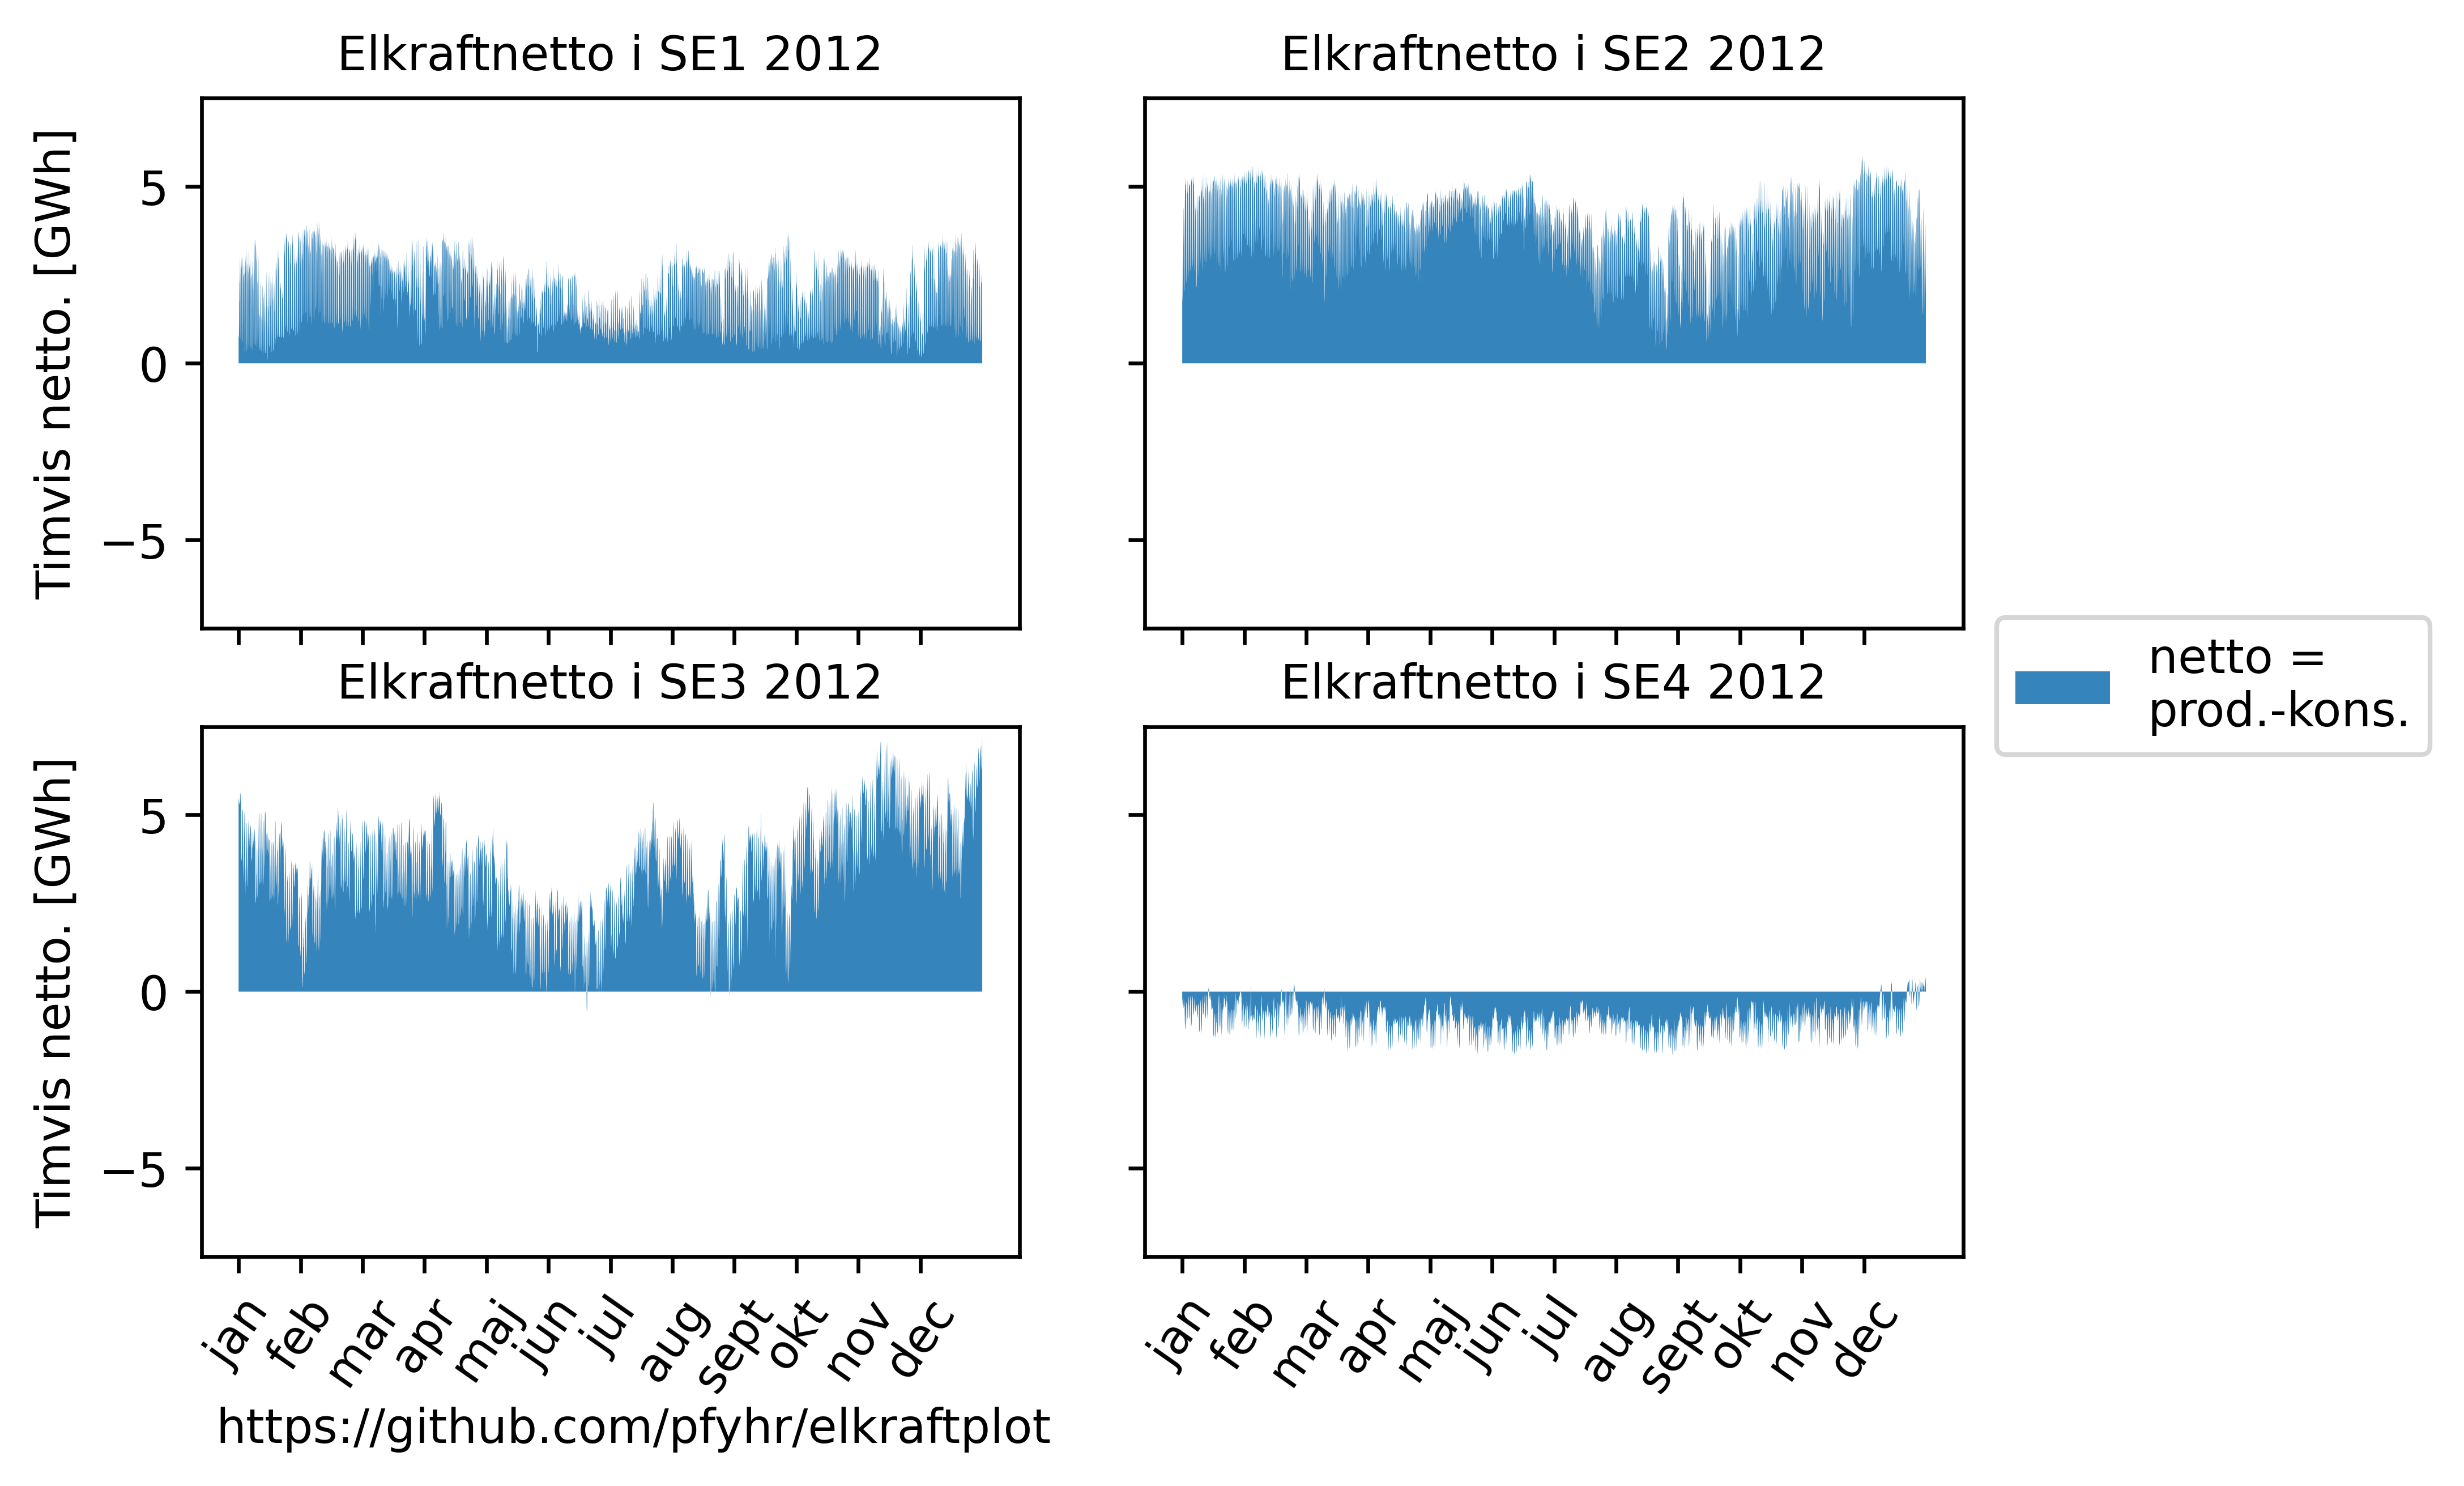 Elkraftnetto i SE1 2012
Timvis netto. [GWh]
5
0
−5
Elkraftnetto i SE2 2012
Elkraftnetto i SE3 2012
Timvis netto. [GWh]
5
0
−5
jan
feb
mar
apr
maj
jun
jul
aug
sept
okt
nov
dec
Elkraftnetto i SE4 2012
jan
feb
mar
apr
maj
jun
jul
aug
sept
okt
nov
dec
netto =
prod.-kons.
https://github.com/pfyhr/elkraftplot